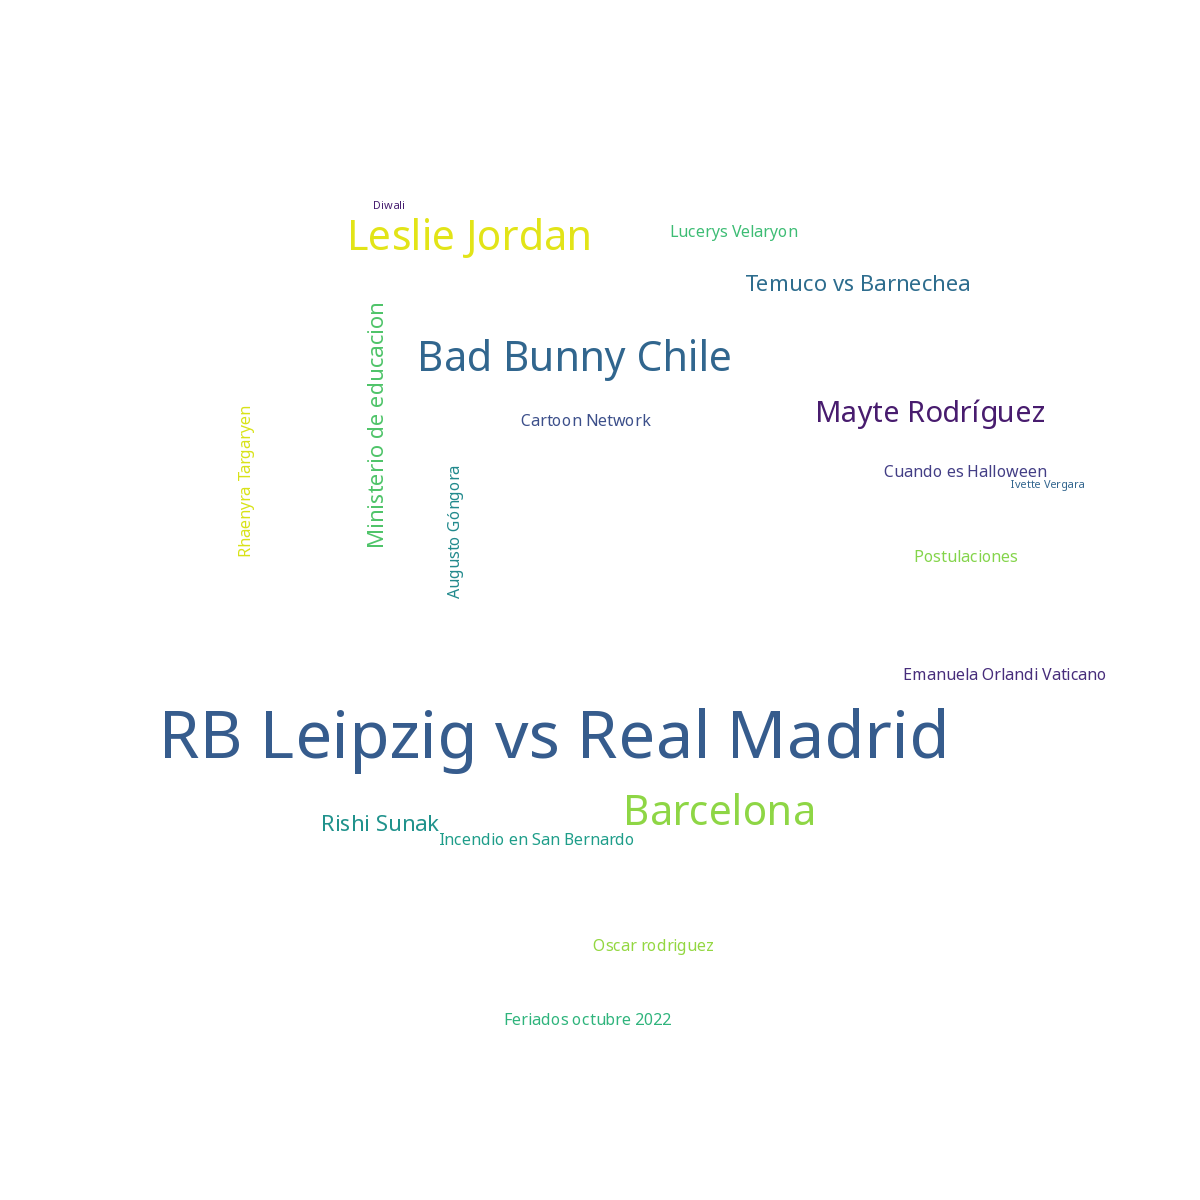 Diwali
Leslie Jordan
Lucerys Velaryon
Temuco vs Barnechea
Ministerio de educacion
Bad Bunny Chile
Rhaenyra Targaryen
Cartoon Network
Mayte Rodríguez
Augusto Góngora
Cuando es Halloween
Ivette Vergara
Postulaciones
Emanuela Orlandi Vaticano
RB Leipzig vs Real Madrid
Barcelona
Rishi Sunak
Incendio en San Bernardo
Oscar rodriguez
Feriados octubre 2022